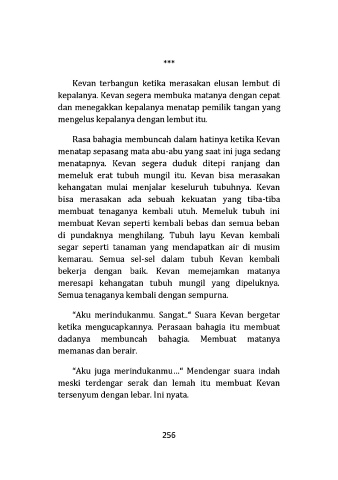 ***
Kevan terbangun ketika merasakan elusan lembut di
kepalanya. Kevan segera membuka matanya dengan cepat
dan menegakkan kepalanya menatap pemilik tangan yang
mengelus kepalanya dengan lembut itu.
Rasa bahagia membuncah dalam hatinya ketika Kevan
menatap sepasang mata abu-abu yang saat ini juga sedang
menatapnya. Kevan segera duduk ditepi ranjang dan
memeluk erat tubuh mungil itu. Kevan bisa merasakan
kehangatan mulai menjalar keseluruh tubuhnya. Kevan
bisa merasakan ada sebuah kekuatan yang tiba-tiba
membuat tenaganya kembali utuh. Memeluk tubuh ini
membuat Kevan seperti kembali bebas dan semua beban
di pundaknya menghilang. Tubuh layu Kevan kembali
segar seperti tanaman yang mendapatkan air di musim
kemarau. Semua sel-sel dalam tubuh Kevan kembali
bekerja dengan baik. Kevan memejamkan matanya
meresapi kehangatan tubuh mungil yang dipeluknya.
Semua tenaganya kembali dengan sempurna.
“Aku merindukanmu. Sangat..“ Suara Kevan bergetar
ketika mengucapkannya. Perasaan bahagia itu membuat
dadanya membuncah bahagia. Membuat matanya
memanas dan berair.
“Aku juga merindukanmu...“ Mendengar suara indah
meski terdengar serak dan lemah itu membuat Kevan
tersenyum dengan lebar. Ini nyata.
256